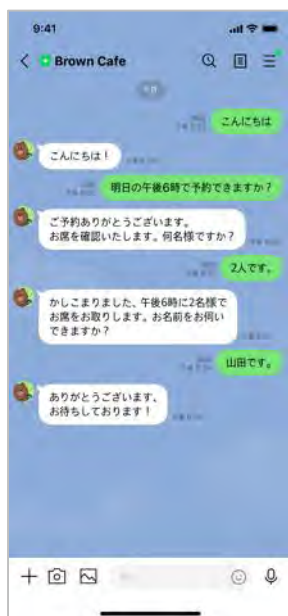 9:41
Brown Cafe
こんにちは
こんにちは！
明日の午後6時で予約できますか？
ご予約ありがとうございます。
お席を確認いたします。何名様ですか？
2人です。
かしこまりました、午後6時に2名様で
お席をお取りします。お名前をお伺い
できますか？
山田です。
ありがとうございます、
お待ちしております！